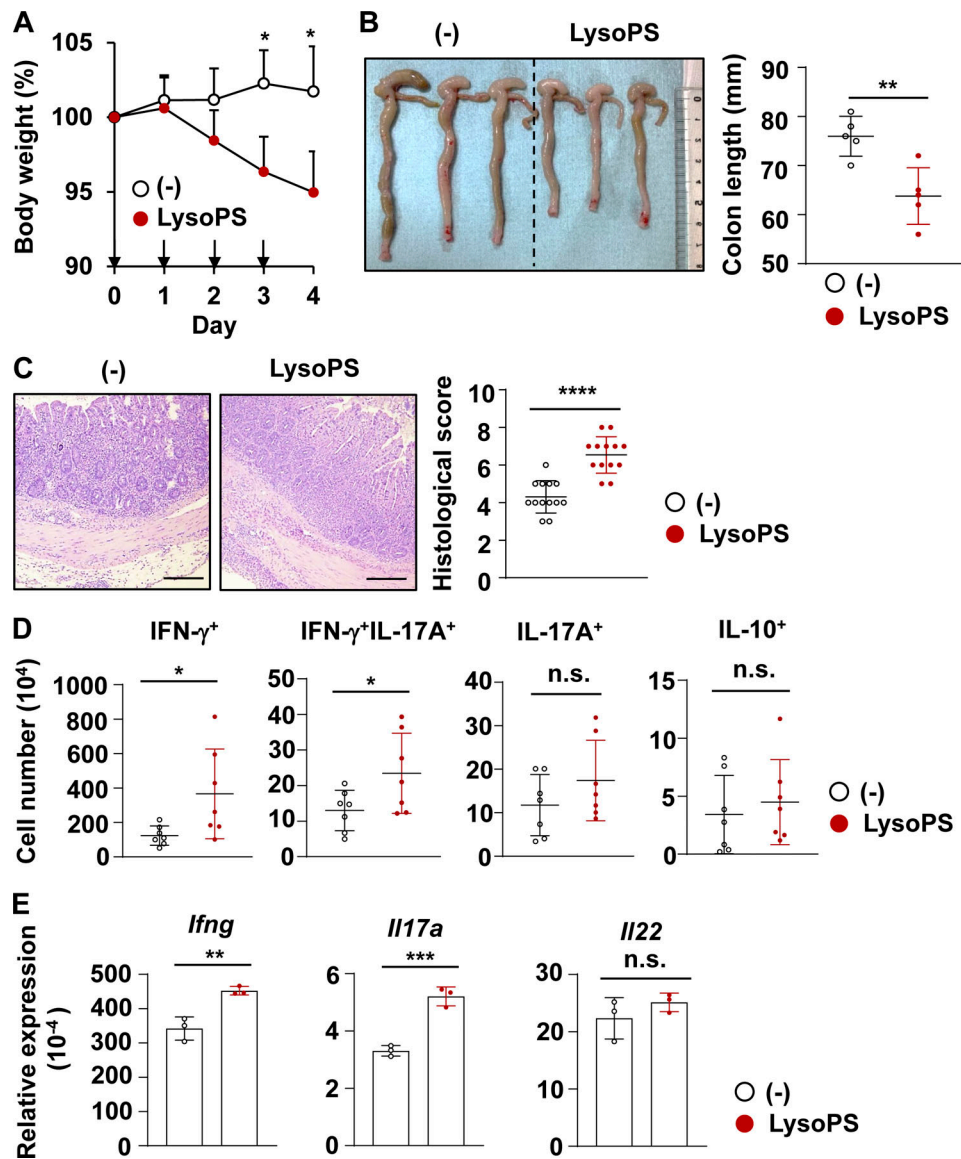 A
Body weight (%)
105
100
95
90
* *
(-)
LysoPS
0 1 2 3 4
Day
B
(-) LysoPS
Colon length (mm)
90
80
70
60
50
**
(-)
LysoPS
C
(-) LysoPS
Histological score
10
8
6
4
2
0
****
(-)
LysoPS
D
Cell number (10⁴)
IFN-γ⁺
1000
800
600
400
200
0
*
IFN-γ⁺IL-17A⁺
50
40
30
20
10
0
*
IL-17A⁺
40
30
20
10
0
n.s.
IL-10⁺
15
10
5
0
n.s.
(-)
LysoPS
E
Relative expression
(10⁻⁴)
Ifng
500
400
300
200
100
0
**
Il17a
6
4
2
0
***
Il22
30
20
10
0
n.s.
(-)
LysoPS